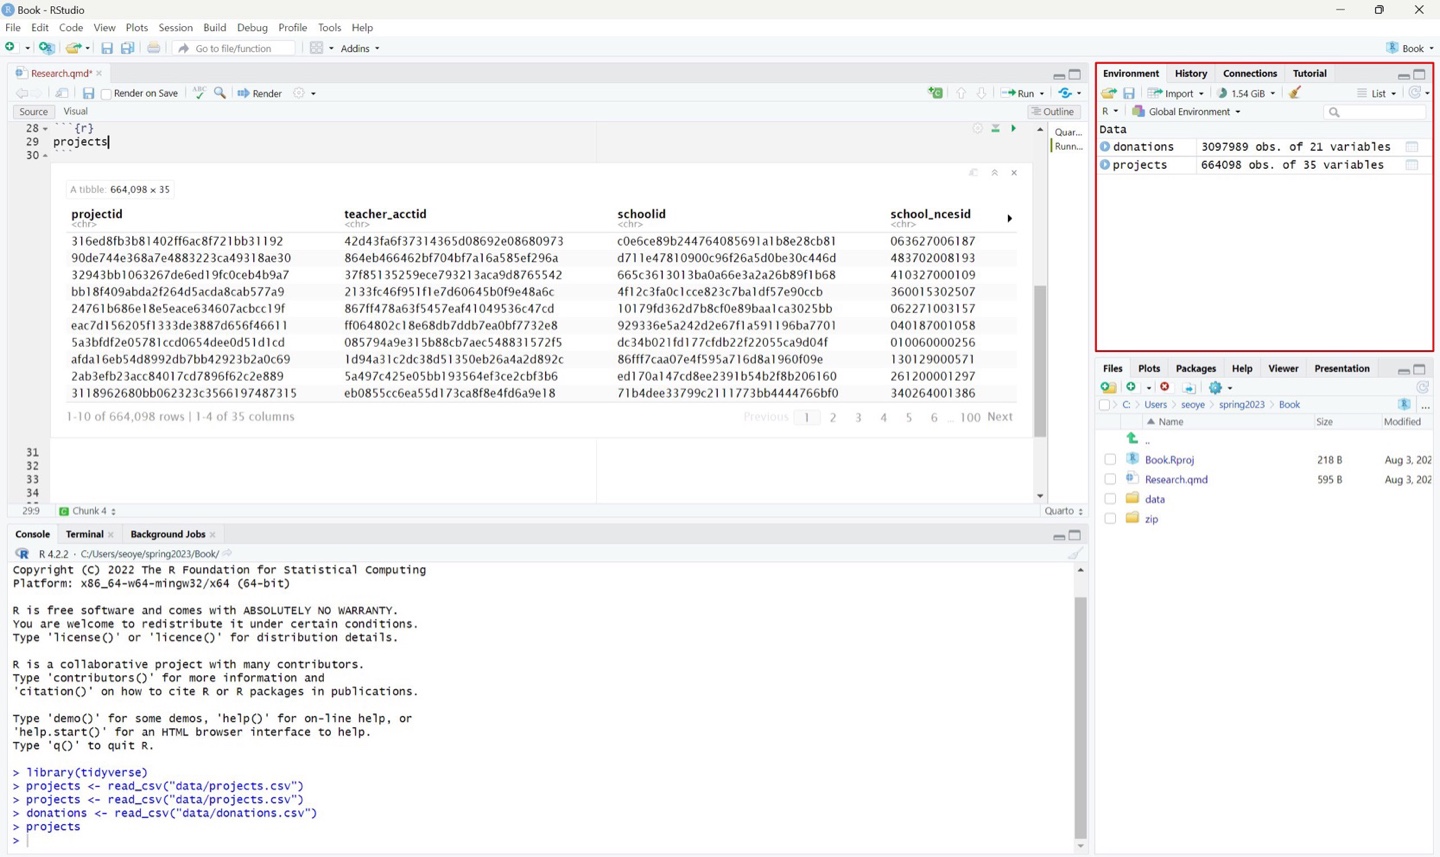 Book - RStudio
File Edit Code View Plots Session Build Debug Profile Tools Help
Go to file/function Addins Book
Research.qmd*
Render on Save ABC Render Run
Source Visual Outline
28 ```{r}
29 projects
30 ```
Quar...
Runn...
A tibble: 664,098 × 35
projectid teacher_acctid schoolid school_ncesid
<chr> <chr> <chr> <chr>
316ed8fb3b81402ff6ac8f721bb31192 42d43fa6f37314365d08692e08680973 c0e6ce89b244764085691a1b8e28cb81 063627006187
90de744e368a7e4883223ca49318ae30 864eb466462bf704bf7a16a585ef296a d711e47810900c96f26a5d0be30c446d 483702008193
32943bb1063267de6ed19fc0ceb4b9a7 37f85135259ece793213aca9d8765542 665c3613013ba0a66e3a2a26b89f1b68 410327000109
bb18f409abda2f264d5acda8cab577a9 2133fc46f951f1e7d60645b0f9e48a6c 4f12c3fa0c1cce823c7ba1df57e90ccb 360015302507
24761b686e18e5eace634607acbcc19f 867ff478a63f5457eaf41049536c47cd 10179fd362d7b8cf0e89baa1ca3025bb 062271003157
eac7d156205f1333de3887d656f46611 ff064802c18e68db7ddb7ea0bf7732e8 929336e5a242d2e67f1a591196ba7701 040187001058
5a3bfdf2e05781ccd0654dee0d51d1cd 085794a9e315b88cb7aec548831572f5 dc34b021fd177cfdb22f22055ca9d04f 010060000256
afda16eb54d8992db7bb42923b2a0c69 1d94a31c2dc38d51350eb26a4a2d892c 86fff7caa07e4f595a716d8a1960f09e 130129000571
2ab3efb23acc84017cd7896f62c2e889 5a497c425e05bb193564ef3ce2cbf3b6 ed170a147cd8ee2391b54b2f8b206160 261200001297
3118962680bb062323c3566197487315 eb0855cc6ea55d173ca8f8e4fd6a9e18 71b4dee33799c2111773bb4444766bf0 340264001386
1-10 of 664,098 rows | 1-4 of 35 columns Previous 1 2 3 4 5 6 ... 100 Next
31
32
33
34
29:9 Chunk 4 Quarto
Console Terminal Background Jobs
R 4.2.2 · C:/Users/seoye/spring2023/Book/
Copyright (C) 2022 The R Foundation for Statistical Computing
Platform: x86_64-w64-mingw32/x64 (64-bit)
R is free software and comes with ABSOLUTELY NO WARRANTY.
You are welcome to redistribute it under certain conditions.
Type 'license()' or 'licence()' for distribution details.
R is a collaborative project with many contributors.
Type 'contributors()' for more information and
'citation()' on how to cite R or R packages in publications.
Type 'demo()' for some demos, 'help()' for on-line help, or
'help.start()' for an HTML browser interface to help.
Type 'q()' to quit R.
> library(tidyverse)
> projects <- read_csv("data/projects.csv")
> projects <- read_csv("data/projects.csv")
> donations <- read_csv("data/donations.csv")
> projects
>
Environment History Connections Tutorial
Import 1.54 GiB List
R Global Environment
Data
donations 3097989 obs. of 21 variables
projects 664098 obs. of 35 variables
Files Plots Packages Help Viewer Presentation
C: Users seoye spring2023 Book ...
Name Size Modified
..
Book.Rproj 218 B Aug 3, 202
Research.qmd 595 B Aug 3, 202
data
zip